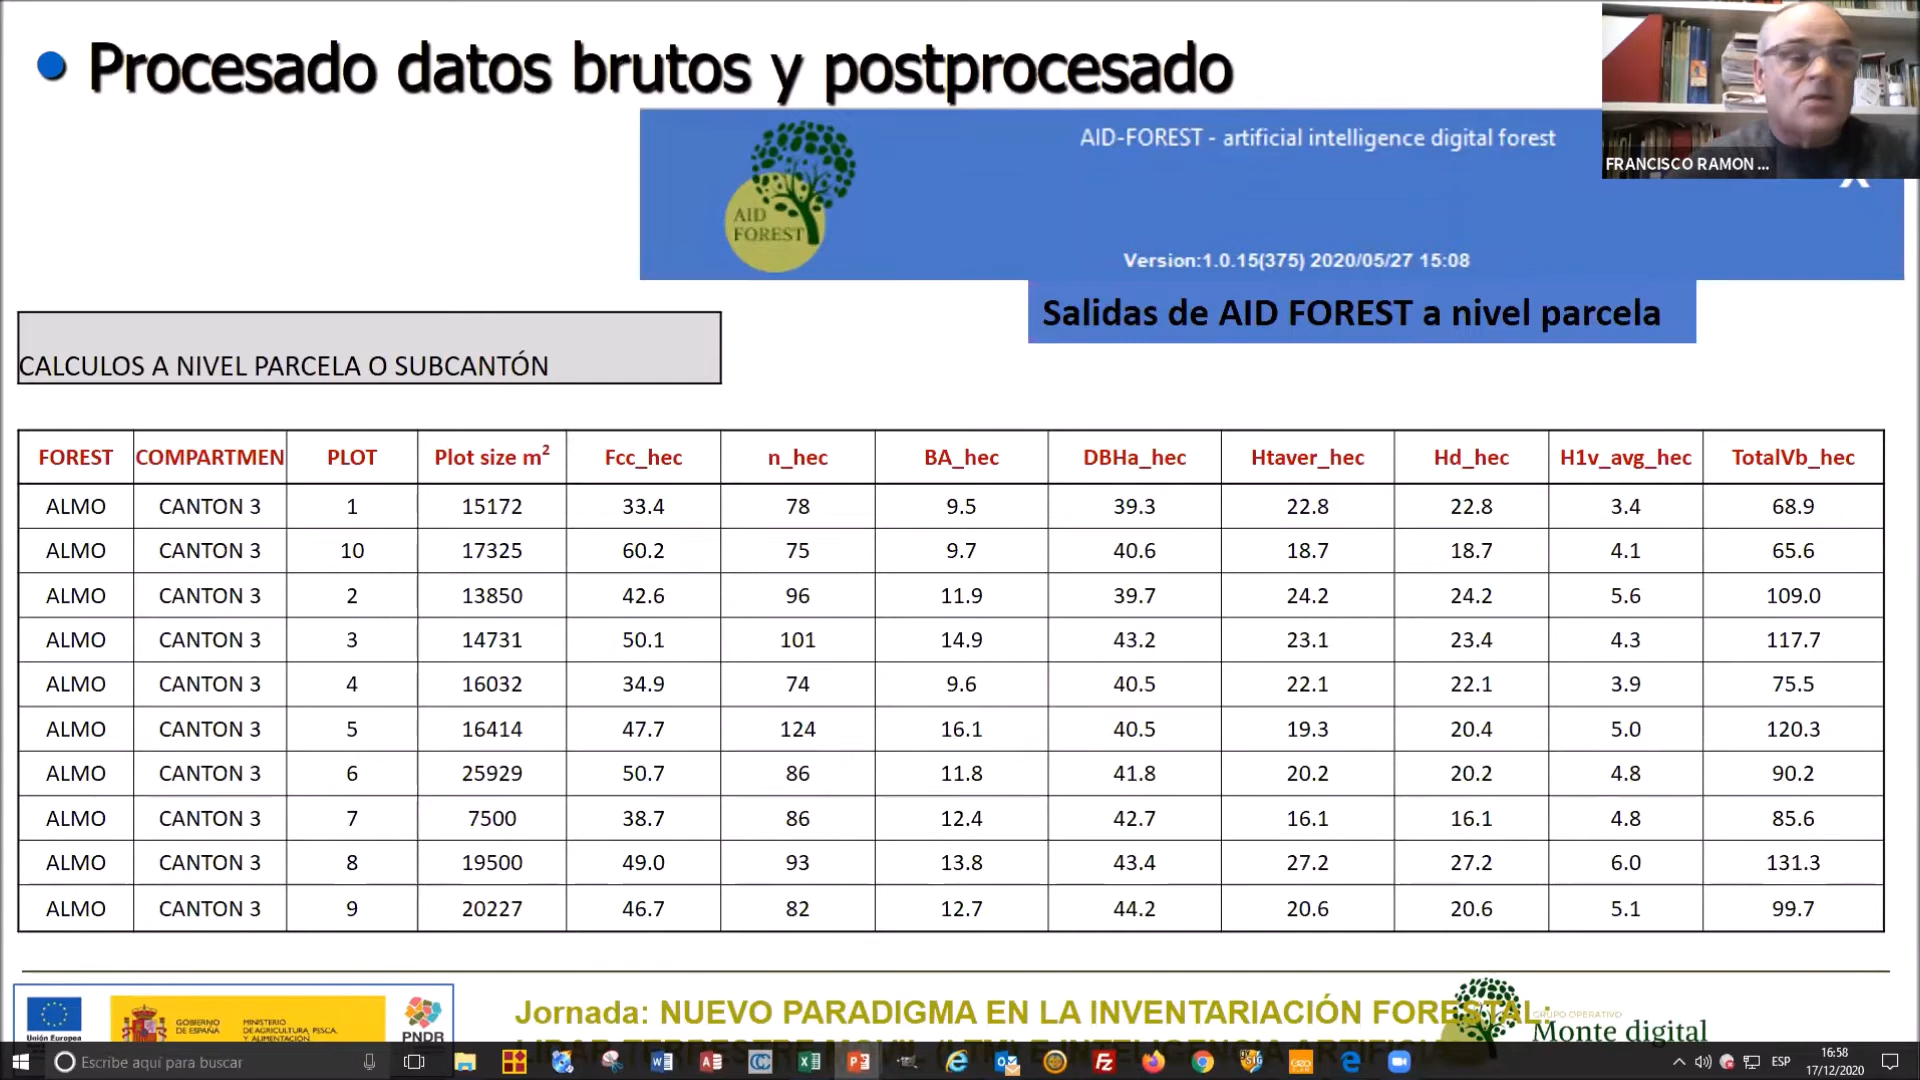 Procesado datos brutos y postprocesado
AID-FOREST - artificial intelligence digital forest
AID
FOREST
Version:1.0.15(375) 2020/05/27 15:08
FRANCISCO RAMON ...
Salidas de AID FOREST a nivel parcela
CALCULOS A NIVEL PARCELA O SUBCANTÓN
FOREST COMPARTMEN PLOT Plot size m² Fcc_hec n_hec BA_hec DBHa_hec Htaver_hec Hd_hec H1v_avg_hec TotalVb_hec
ALMO CANTON 3 1 15172 33.4 78 9.5 39.3 22.8 22.8 3.4 68.9
ALMO CANTON 3 10 17325 60.2 75 9.7 40.6 18.7 18.7 4.1 65.6
ALMO CANTON 3 2 13850 42.6 96 11.9 39.7 24.2 24.2 5.6 109.0
ALMO CANTON 3 3 14731 50.1 101 14.9 43.2 23.1 23.4 4.3 117.7
ALMO CANTON 3 4 16032 34.9 74 9.6 40.5 22.1 22.1 3.9 75.5
ALMO CANTON 3 5 16414 47.7 124 16.1 40.5 19.3 20.4 5.0 120.3
ALMO CANTON 3 6 25929 50.7 86 11.8 41.8 20.2 20.2 4.8 90.2
ALMO CANTON 3 7 7500 38.7 86 12.4 42.7 16.1 16.1 4.8 85.6
ALMO CANTON 3 8 19500 49.0 93 13.8 43.4 27.2 27.2 6.0 131.3
ALMO CANTON 3 9 20227 46.7 82 12.7 44.2 20.6 20.6 5.1 99.7
Unión Europea
GOBIERNO
DE ESPAÑA
MINISTERIO
DE AGRICULTURA, PESCA,
Y ALIMENTACIÓN
PNDR
Jornada: NUEVO PARADIGMA EN LA INVENTARIACIÓN FORESTAL:
LIDAR TERRESTRE MÓVIL (LTM) E INTELIGENCIA ARTIFICIAL
GRUPO OPERATIVO
Monte digital
Escribe aquí para buscar
ESP
16:58
17/12/2020